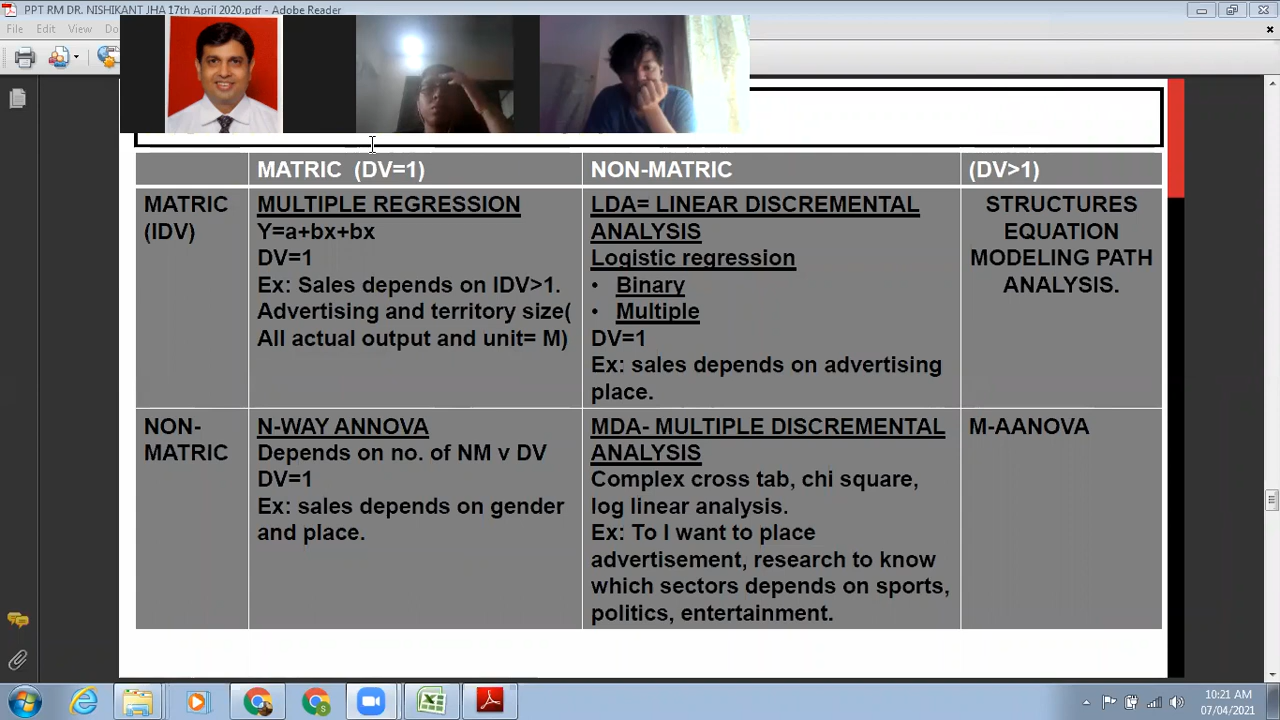 PPT RM DR. NISHIKANT JHA 17th April 2020.pdf - Adobe Reader
File Edit View
MATRIC (DV=1) NON-MATRIC (DV>1)
MATRIC
(IDV)
MULTIPLE REGRESSION
Y=a+bx+bx
DV=1
Ex: Sales depends on IDV>1.
Advertising and territory size(
All actual output and unit= M)
LDA= LINEAR DISCREMENTAL
ANALYSIS
Logistic regression
• Binary
• Multiple
DV=1
Ex: sales depends on advertising
place.
STRUCTURES
EQUATION
MODELING PATH
ANALYSIS.
NON-
MATRIC
N-WAY ANNOVA
Depends on no. of NM v DV
DV=1
Ex: sales depends on gender
and place.
MDA- MULTIPLE DISCREMENTAL
ANALYSIS
Complex cross tab, chi square,
log linear analysis.
Ex: To I want to place
advertisement, research to know
which sectors depends on sports,
politics, entertainment.
M-AANOVA
10:21 AM
07/04/2021